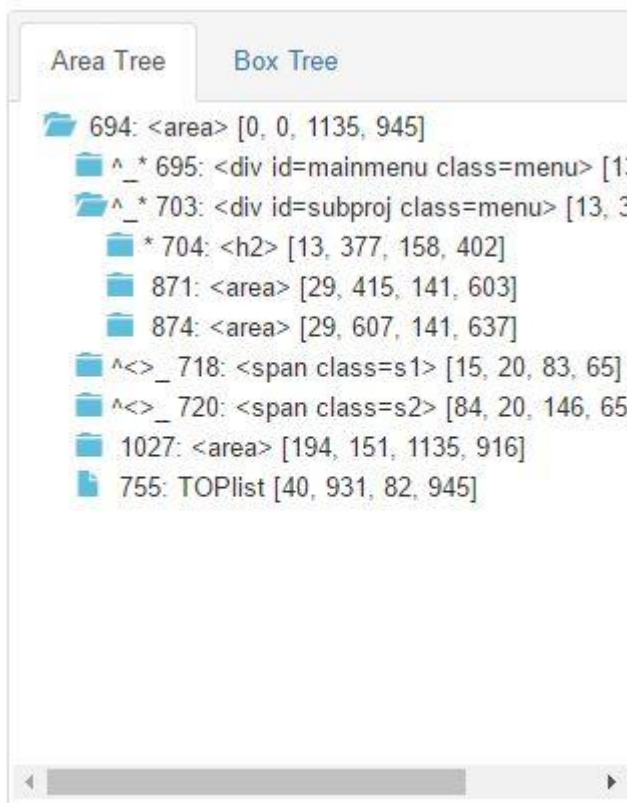 Area Tree Box Tree
694: <area> [0, 0, 1135, 945]
^_* 695: <div id=mainmenu class=menu> [13
^_* 703: <div id=subproj class=menu> [13, 3
* 704: <h2> [13, 377, 158, 402]
871: <area> [29, 415, 141, 603]
874: <area> [29, 607, 141, 637]
^<>_ 718: <span class=s1> [15, 20, 83, 65]
^<>_ 720: <span class=s2> [84, 20, 146, 65
1027: <area> [194, 151, 1135, 916]
755: TOPlist [40, 931, 82, 945]